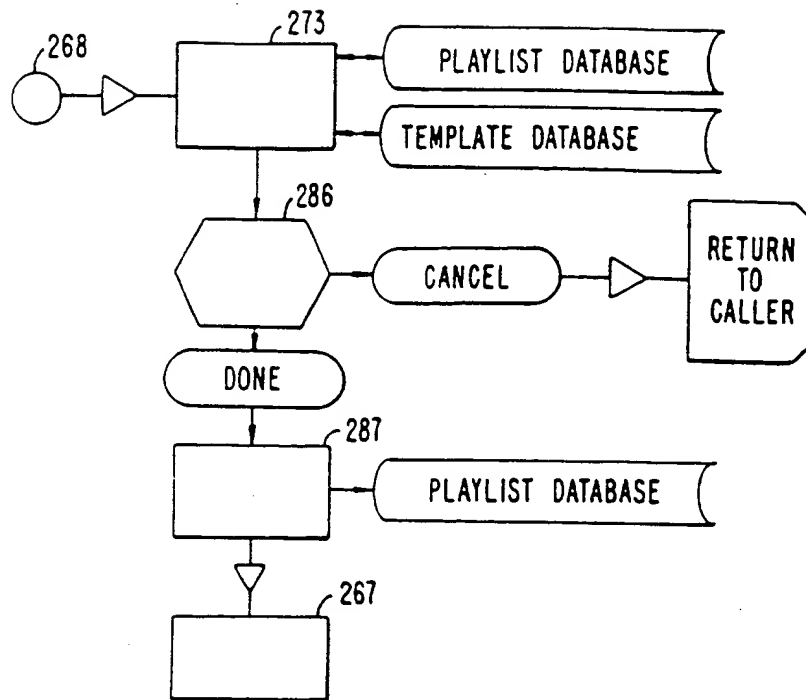 268
273
PLAYLIST DATABASE
TEMPLATE DATABASE
286
CANCEL
RETURN
TO
CALLER
DONE
287
PLAYLIST DATABASE
267